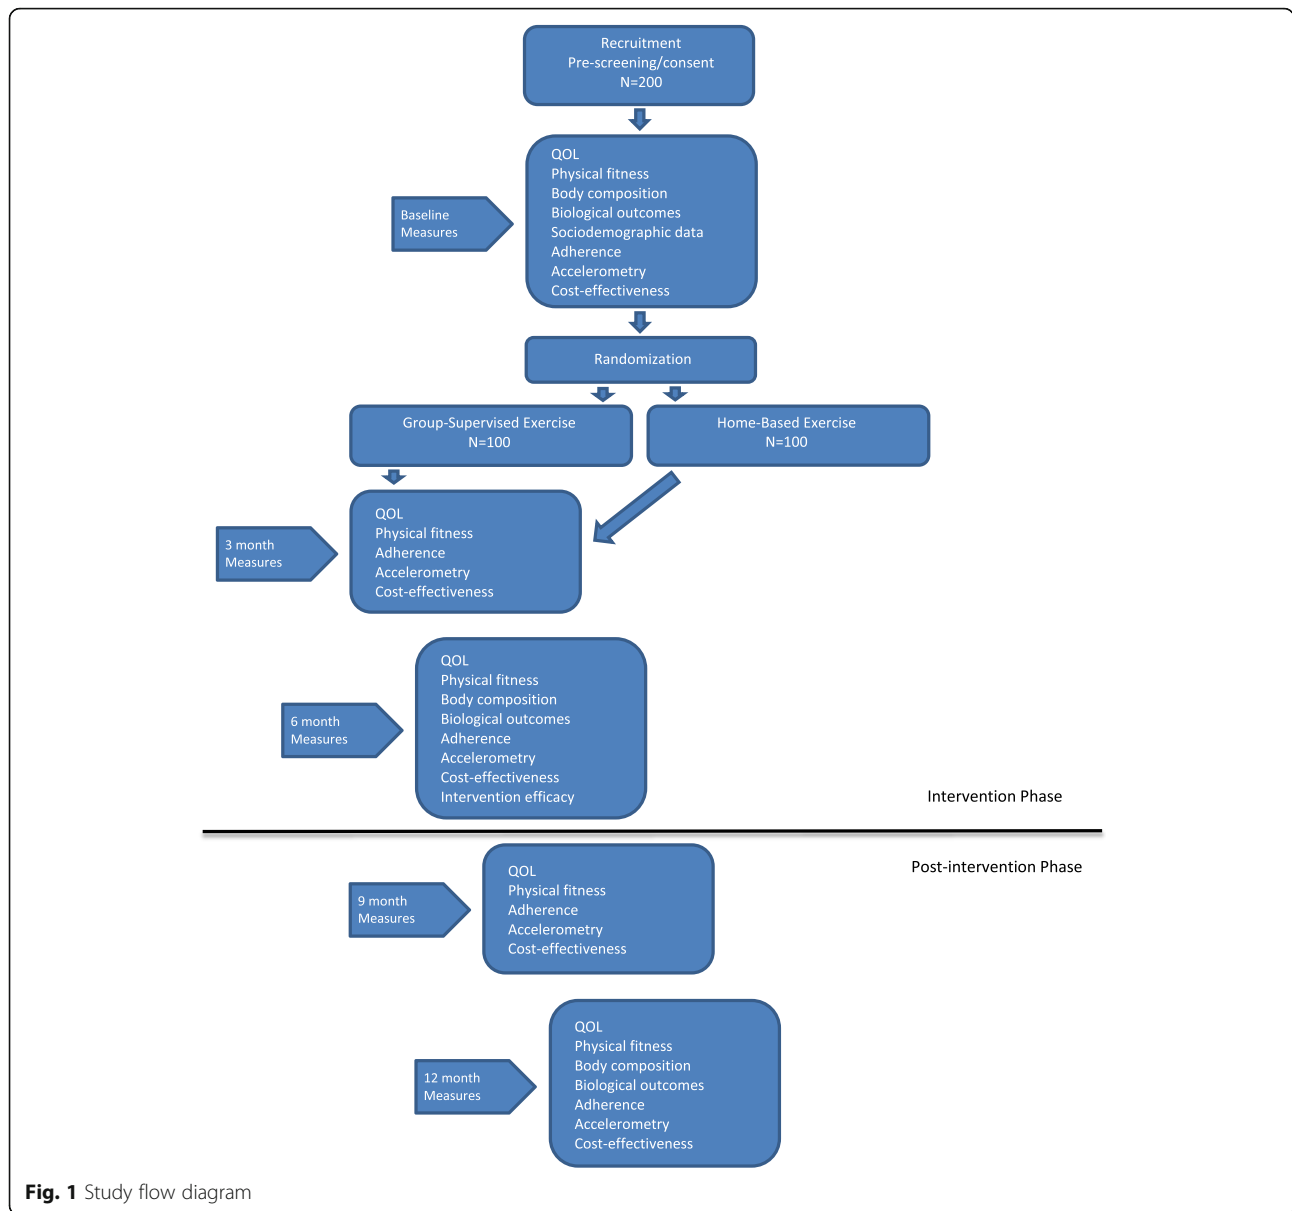 Recruitment
Pre-screening/consent
N=200
Baseline
Measures
QOL
Physical fitness
Body composition
Biological outcomes
Sociodemographic data
Adherence
Accelerometry
Cost-effectiveness
Randomization
Group-Supervised Exercise
N=100
Home-Based Exercise
N=100
3 month
Measures
QOL
Physical fitness
Adherence
Accelerometry
Cost-effectiveness
6 month
Measures
QOL
Physical fitness
Body composition
Biological outcomes
Adherence
Accelerometry
Cost-effectiveness
Intervention efficacy
Intervention Phase
Post-intervention Phase
9 month
Measures
QOL
Physical fitness
Adherence
Accelerometry
Cost-effectiveness
12 month
Measures
QOL
Physical fitness
Body composition
Biological outcomes
Adherence
Accelerometry
Cost-effectiveness
Fig. 1 Study flow diagram